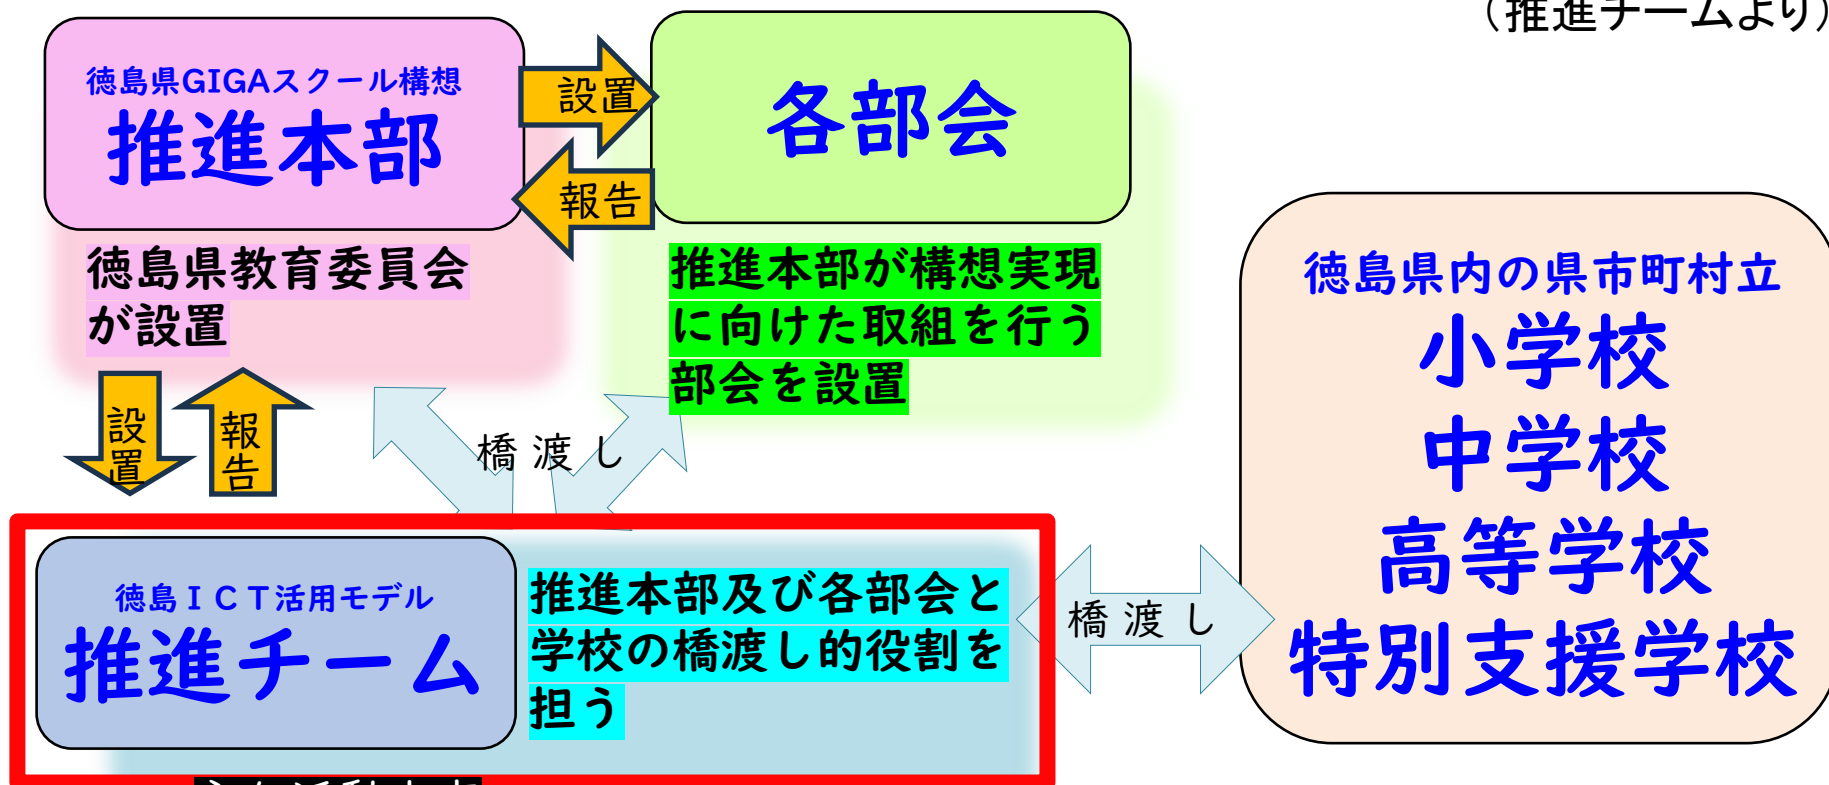 （推進チームより）
徳島県GIGAスクール構想
推進本部
設置
報告
各部会
徳島県教育委員会
が設置
推進本部が構想実現
に向けた取組を行う
部会を設置
設置
報告
橋渡し
徳島ＩＣＴ活用モデル
推進チーム
推進本部及び各部会と
学校の橋渡し的役割を
担う
橋渡し
徳島県内の県市町村立
小学校
中学校
高等学校
特別支援学校